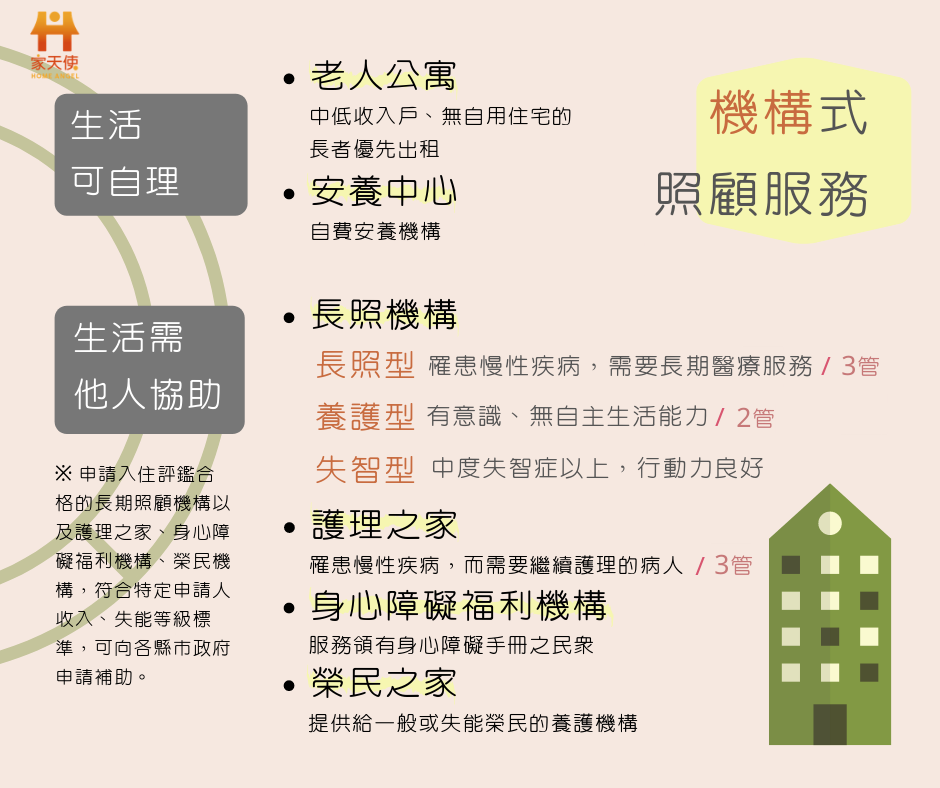 家天使
HOME ANGEL
機構式
照顧服務
生活
可自理
老人公寓
中低收入戶、無自用住宅的
長者優先出租
安養中心
自費安養機構
生活需
他人協助
長照機構
長照型 罹患慢性疾病，需要長期醫療服務 / 3管
養護型 有意識、無自主生活能力 / 2管
失智型 中度失智症以上，行動力良好
護理之家
罹患慢性疾病，而需要繼續護理的病人 / 3管
身心障礙福利機構
服務領有身心障礙手冊之民眾
榮民之家
提供給一般或失能榮民的養護機構
※ 申請入住評鑑合
格的長期照顧機構以
及護理之家、身心障
礙福利機構、榮民機
構，符合特定申請人
收入、失能等級標
準，可向各縣市政府
申請補助。